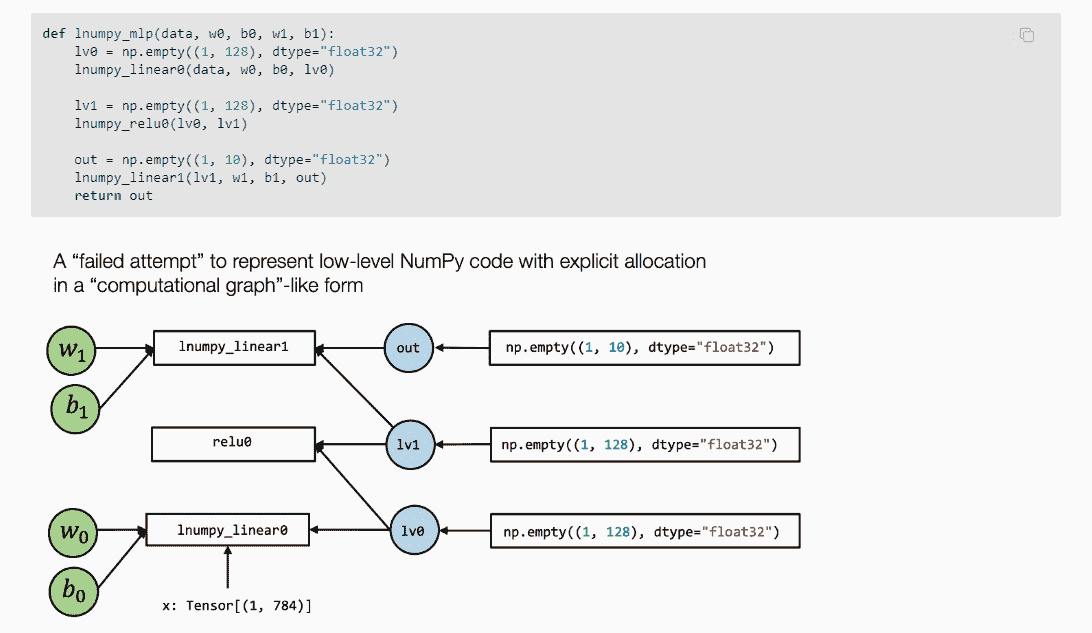 def lnumpy_mlp(data, w0, b0, w1, b1):
    lv0 = np.empty((1, 128), dtype="float32")
    lnumpy_linear0(data, w0, b0, lv0)

    lv1 = np.empty((1, 128), dtype="float32")
    lnumpy_relu0(lv0, lv1)

    out = np.empty((1, 10), dtype="float32")
    lnumpy_linear1(lv1, w1, b1, out)
    return out

A “failed attempt” to represent low-level NumPy code with explicit allocation
in a “computational graph”-like form
w₁
lnumpy_linear1
out
np.empty((1, 10), dtype="float32")
b₁
relu0
lv1
np.empty((1, 128), dtype="float32")
w₀
lnumpy_linear0
lv0
np.empty((1, 128), dtype="float32")
b₀
x: Tensor[(1, 784)]